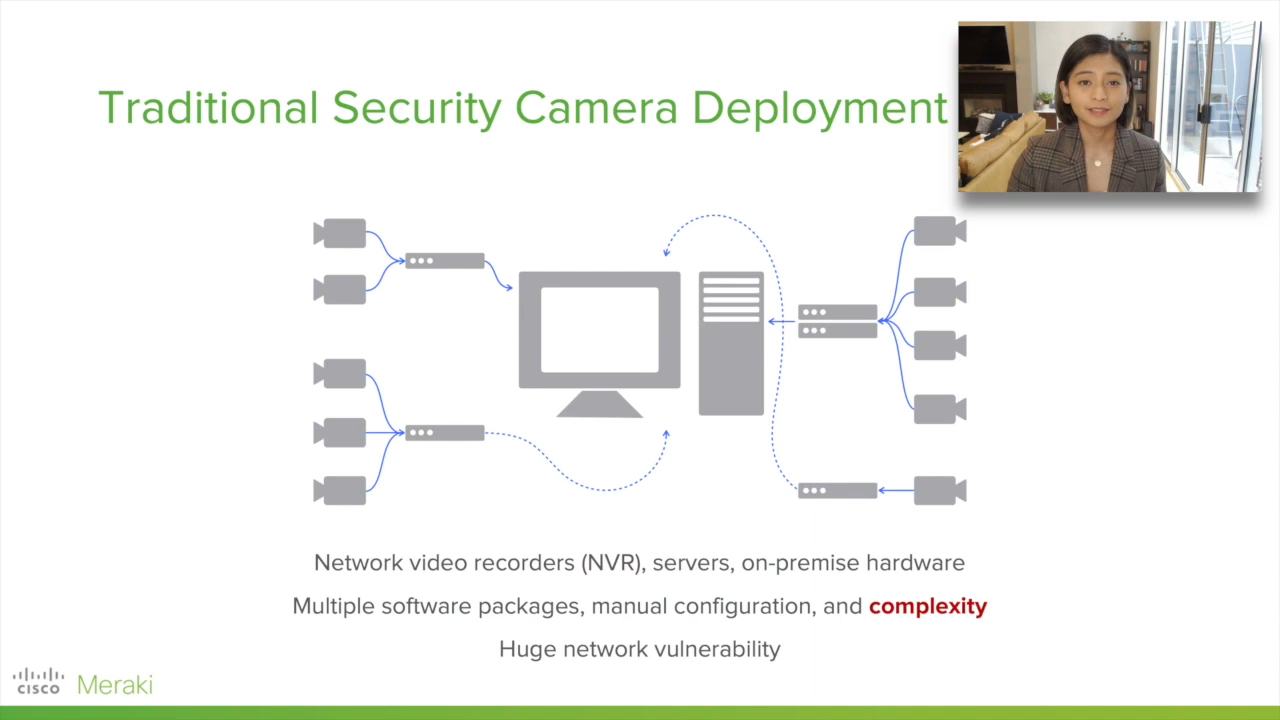 Traditional Security Camera Deployment
Network video recorders (NVR), servers, on-premise hardware
Multiple software packages, manual configuration, and complexity
Huge network vulnerability
CISCO Meraki